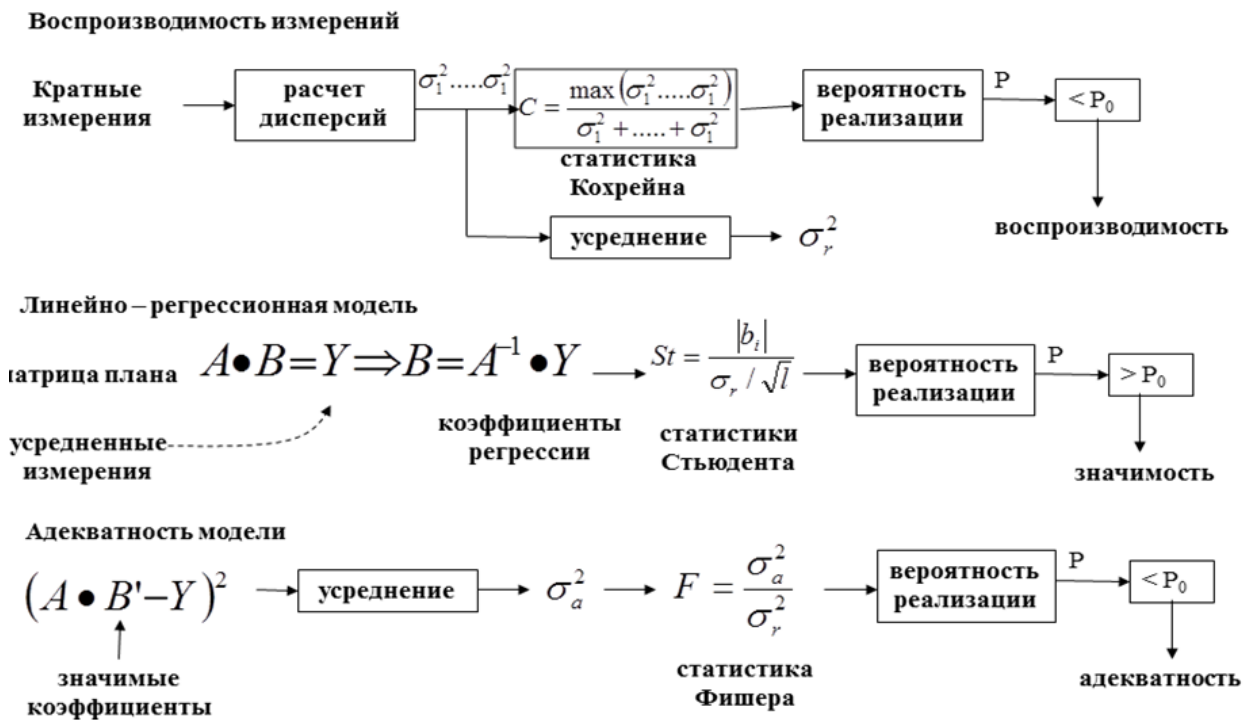 Воспроизводимость измерений
Кратные
измерения
расчет
дисперсий
σ₁².....σ₁²
C = max(σ₁².....σ₁²) / σ₁²+.....+σ₁²
статистика
Кохрейна
вероятность
реализации
P
< P₀
воспроизводимость
усреднение
σᵣ²
Линейно – регрессионная модель
латрица плана
A•B=Y⇒B=A⁻¹•Y
усредненные
измерения
коэффициенты
регрессии
St = |bᵢ| / σᵣ / √l
статистики
Стьюдента
вероятность
реализации
P
> P₀
значимость
Адекватность модели
(A•B'−Y)²
значимые
коэффициенты
усреднение
σₐ²
F = σₐ² / σᵣ²
статистика
Фишера
вероятность
реализации
P
< P₀
адекватность